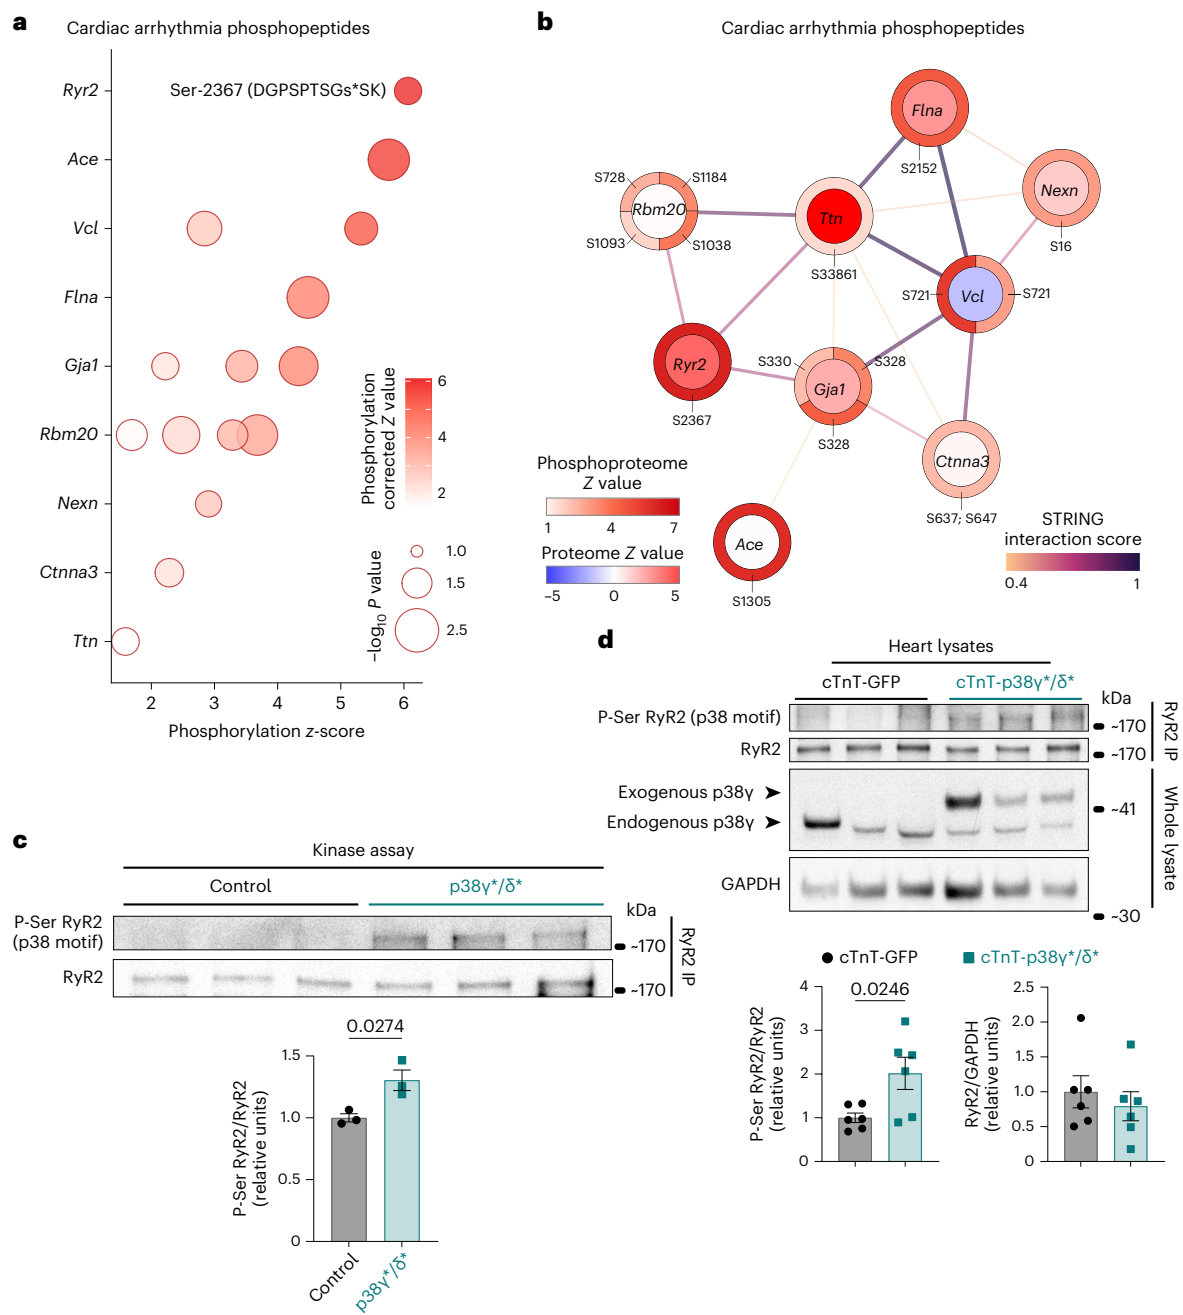 a
Cardiac arrhythmia phosphopeptides
Ryr2
Ser-2367 (DGPSPTSGs*SK)
Ace
Vcl
Flna
Gja1
Rbm20
Nexn
Ctnna3
Ttn
2
3
4
5
6
Phosphorylation z-score
Phosphorylation
corrected Z value
6
4
2
−log10 P value
1.0
1.5
2.5
b
Cardiac arrhythmia phosphopeptides
Flna
S2152
Nexn
S16
S728
S1184
Rbm20
S1093
S1038
Ttn
S33861
S721
Vcl
S721
Ryr2
S2367
S330
S328
Gja1
S328
Ctnna3
S637; S647
Ace
S1305
Phosphoproteome
Z value
1
4
7
Proteome Z value
−5
0
5
STRING
interaction score
0.4
1
c
Kinase assay
Control
p38γ*/δ*
kDa
P-Ser RyR2
(p38 motif)
~170
RyR2
~170
RyR2 IP
0.0274
P-Ser RyR2/RyR2
(relative units)
1.5
1.0
0.5
0
Control
p38γ*/δ*
d
Heart lysates
cTnT-GFP
cTnT-p38γ*/δ*
kDa
P-Ser RyR2 (p38 motif)
~170
RyR2
~170
RyR2 IP
Exogenous p38γ
~41
Endogenous p38γ
GAPDH
~30
Whole lysate
cTnT-GFP
cTnT-p38γ*/δ*
0.0246
P-Ser RyR2/RyR2
(relative units)
4
3
2
1
0
RyR2/GAPDH
(relative units)
2.5
2.0
1.5
1.0
0.5
0